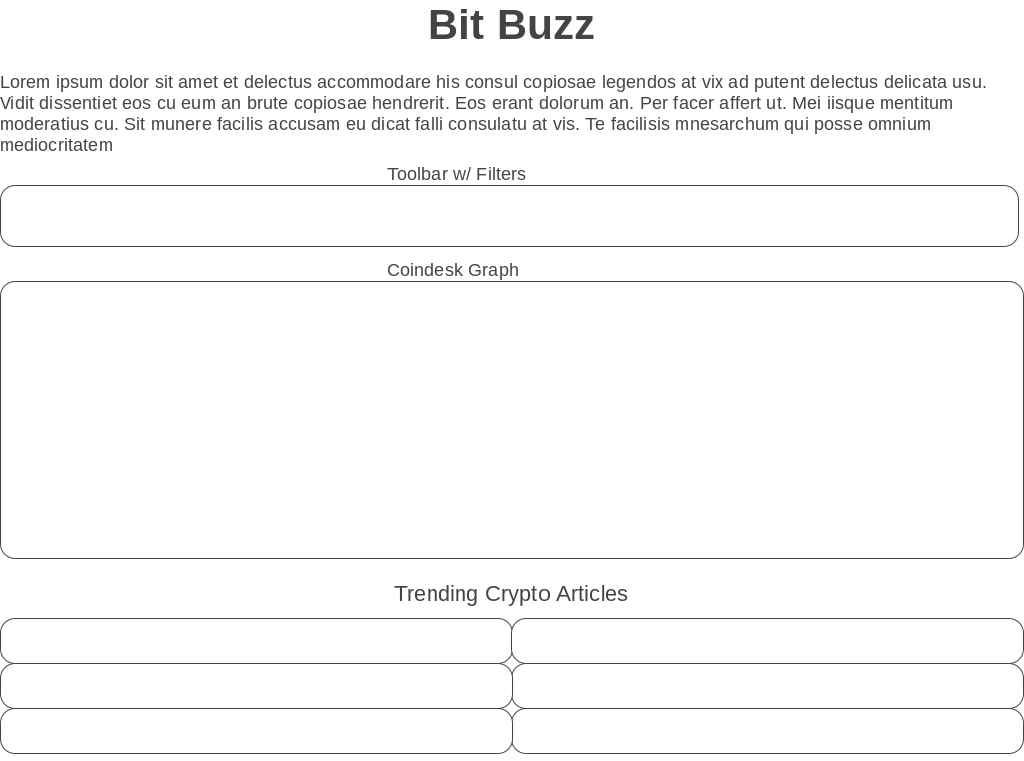 Bit Buzz
Lorem ipsum dolor sit amet et delectus accommodare his consul copiosae legendos at vix ad putent delectus delicata usu.
Vidit dissentiet eos cu eum an brute copiosae hendrerit. Eos erant dolorum an. Per facer affert ut. Mei iisque mentitum
moderatius cu. Sit munere facilis accusam eu dicat falli consulatu at vis. Te facilisis mnesarchum qui posse omnium
mediocritatem
Toolbar w/ Filters
Coindesk Graph
Trending Crypto Articles